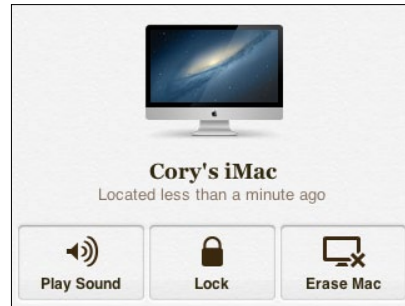 Cory's iMac
Located less than a minute ago
Play Sound Lock Erase Mac